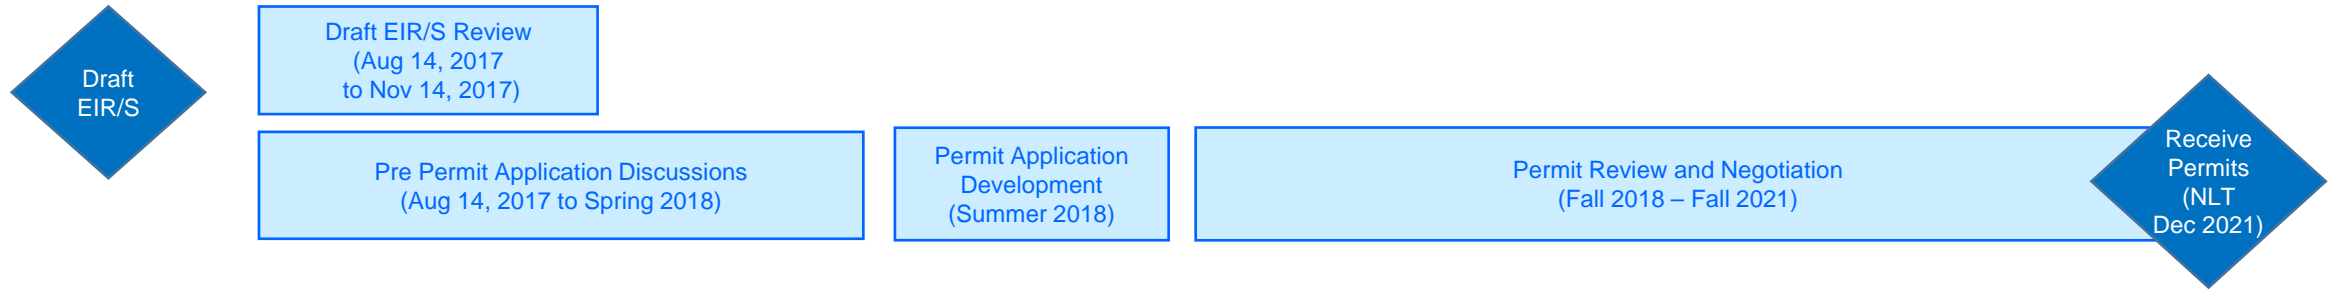 Draft
EIR/S
Draft EIR/S Review
(Aug 14, 2017
to Nov 14, 2017)
Pre Permit Application Discussions
(Aug 14, 2017 to Spring 2018)
Permit Application
Development
(Summer 2018)
Permit Review and Negotiation
(Fall 2018 – Fall 2021)
Receive
Permits
(NLT
Dec 2021)